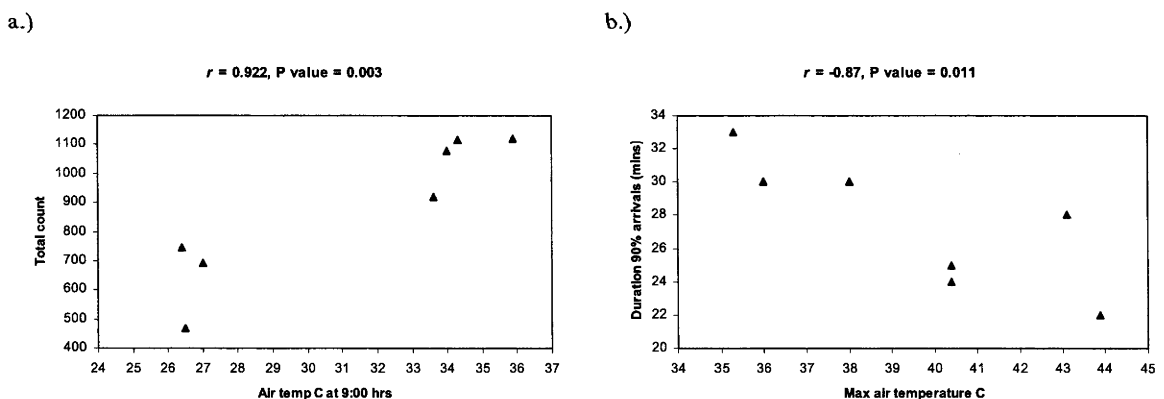 a.)
r = 0.922, P value = 0.003
1200
1100
1000
900
800
700
600
500
400
Total count
24 25 26 27 28 29 30 31 32 33 34 35 36 37
Air temp C at 9:00 hrs
b.)
r = -0.87, P value = 0.011
34
32
30
28
26
24
22
20
Duration 90% arrivals (mins)
34 35 36 37 38 39 40 41 42 43 44 45
Max air temperature C